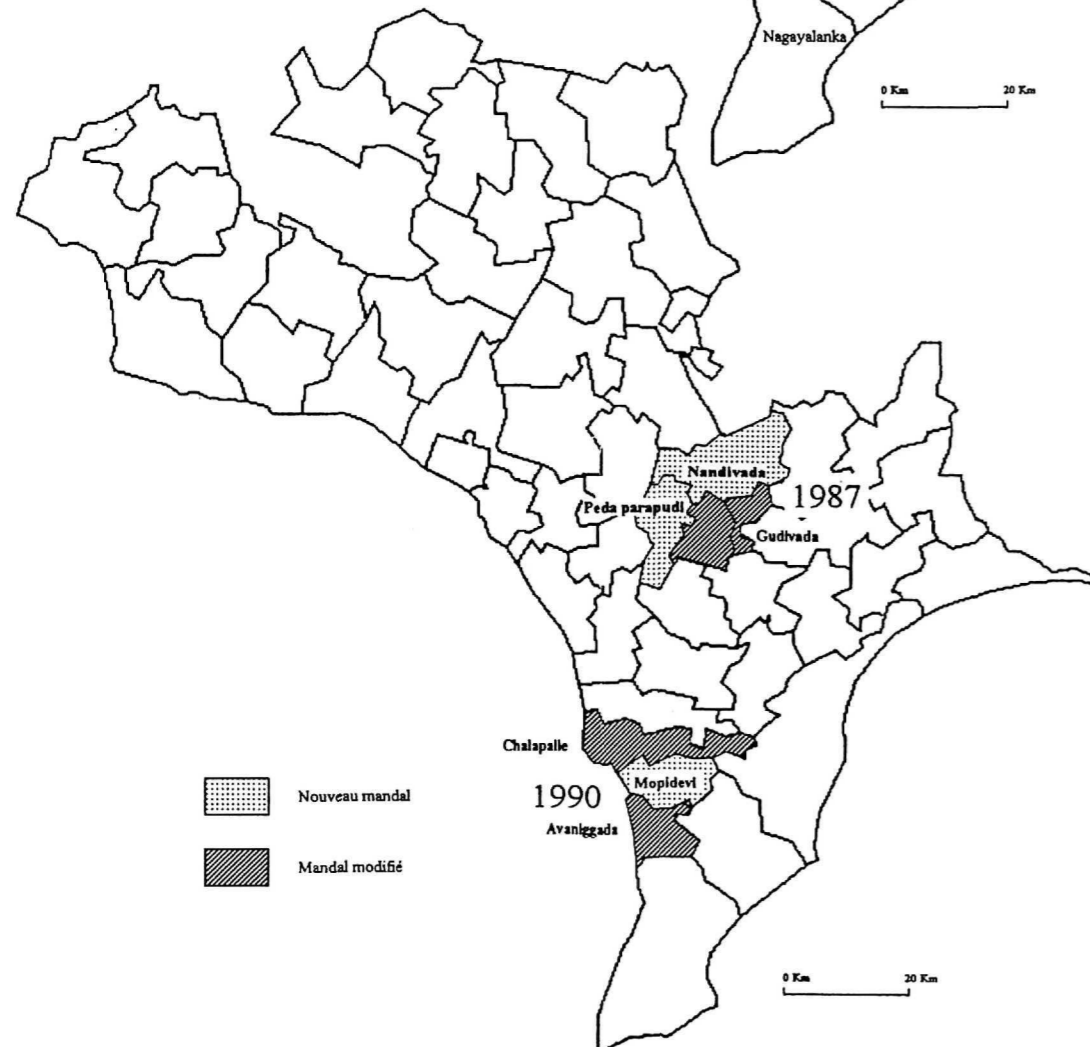 Nagayalanka
0 Km 20 Km
Nandivada
Peda parapudi
1987
Gudivada
Chalapalle
Mopidevi
1990
Avaniggada
Nouveau mandal
Mandal modifié
0 Km 20 Km